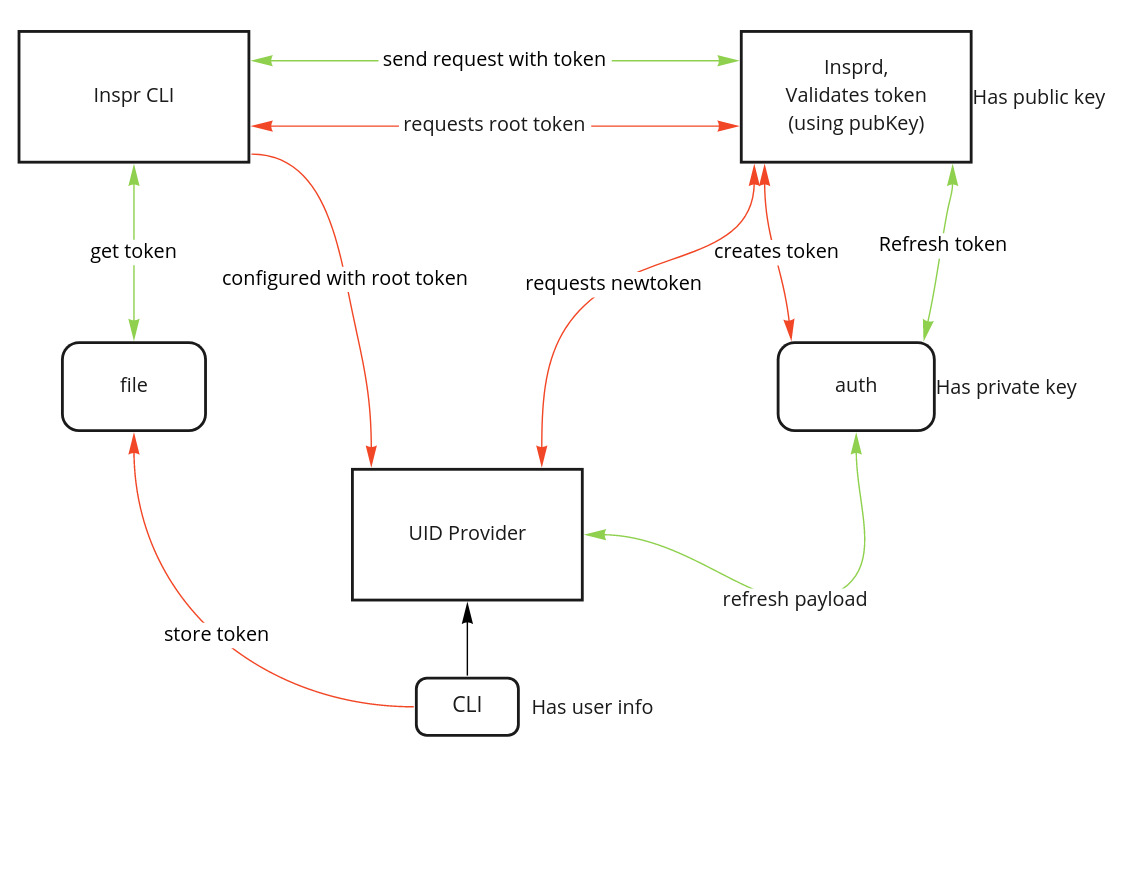 send request with token
Inspr CLI
Insprd,
Validates token
(using pubKey)
Has public key
requests root token
get token
configured with root token
requests newtoken
creates token
Refresh token
file
auth
Has private key
UID Provider
refresh payload
store token
CLI
Has user info